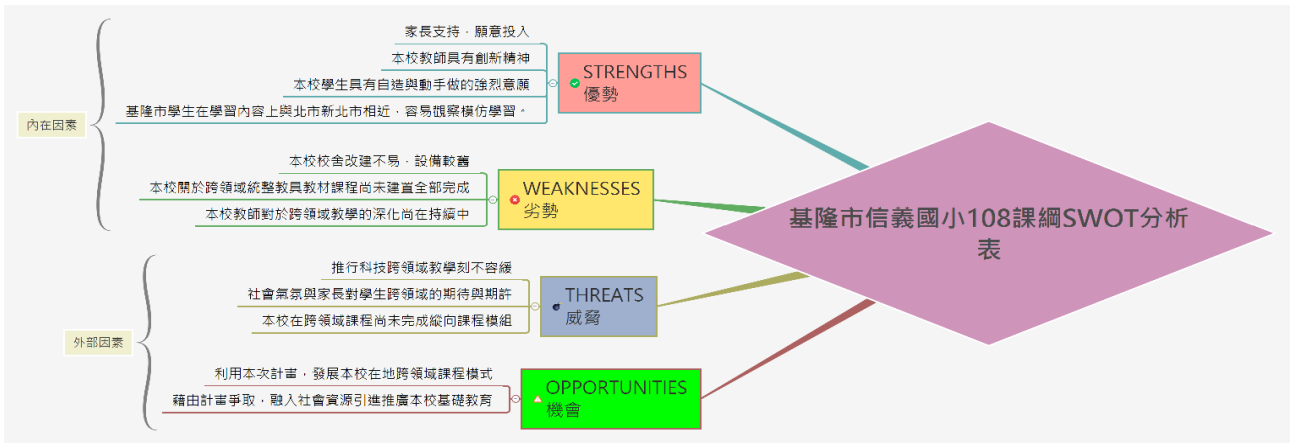 家長支持，願意投入
本校教師具有創新精神
本校學生具有自造與動手做的強烈意願
基隆市學生在學習內容上與北市新北市相近，容易觀察模仿學習。
STRENGTHS
優勢
內在因素
本校校舍改建不易，設備較舊
本校關於跨領域統整教具教材課程尚未建置全部完成
本校教師對於跨領域教學的深化尚在持續中
WEAKNESSES
劣勢
基隆市信義國小108課綱SWOT分析
表
推行科技跨領域教學刻不容緩
社會氣氛與家長對學生跨領域的期待與期許
本校在跨領域課程尚未完成縱向課程模組
THREATS
威脅
外部因素
利用本次計畫，發展本校在地跨領域課程模式
藉由計畫爭取，融入社會資源引進推廣本校基礎教育
OPPORTUNITIES
機會